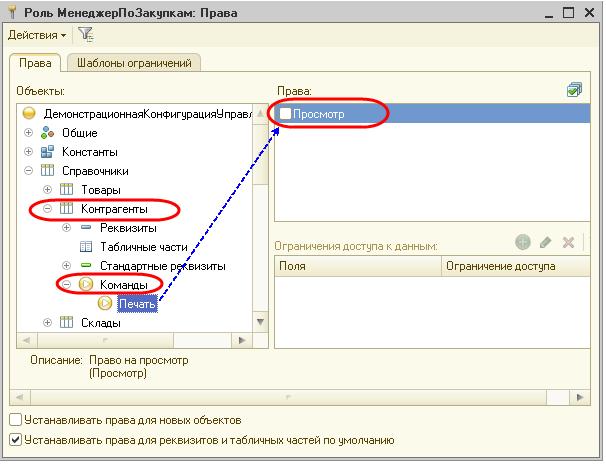 Роль МенеджерПоЗакупкам: Права
Действия
Права
Шаблоны ограничений
Объекты:
Права:
ДемонстрационнаяКонфигурацияУправл
Просмотр
Общие
Константы
Справочники
Товары
Контрагенты
Реквизиты
Табличные части
Ограничения доступа к данным:
Стандартные реквизиты
Поля
Ограничение доступа
Команды
Печать
Склады
Описание: Право на просмотр
(Просмотр)
Устанавливать права для новых объектов
Устанавливать права для реквизитов и табличных частей по умолчанию